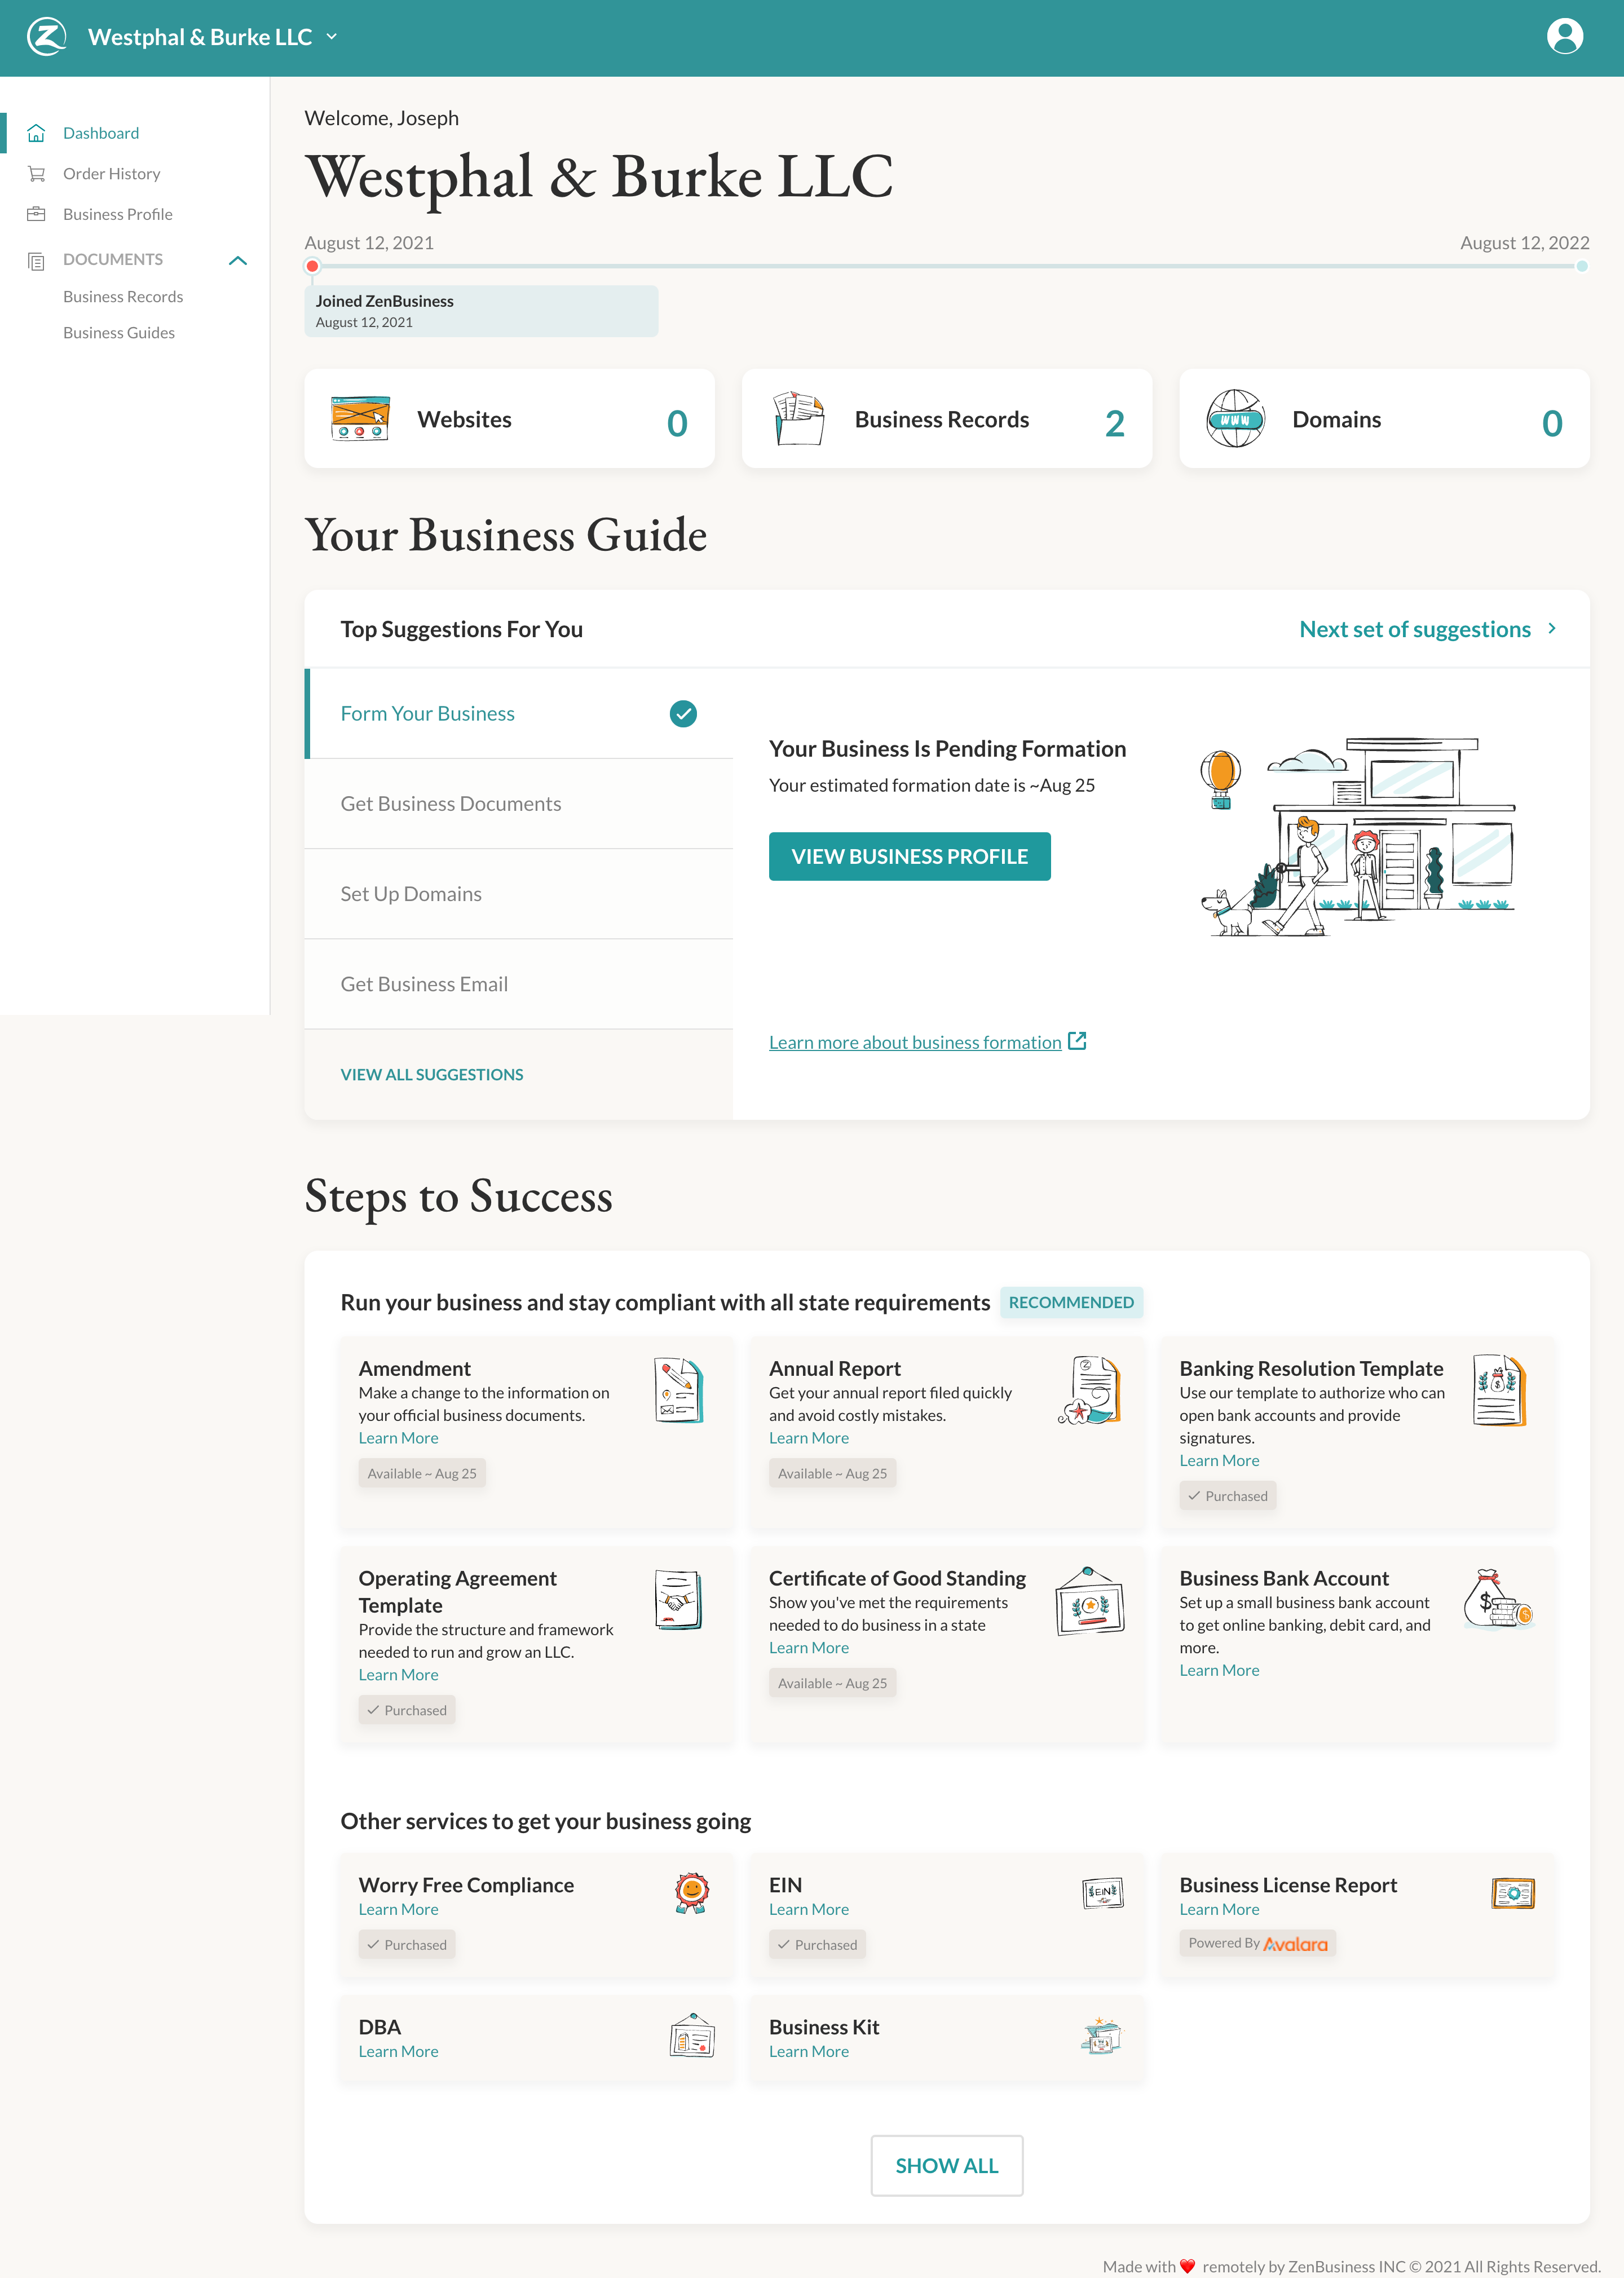 Westphal & Burke LLC
Dashboard
Order History
Business Profile
DOCUMENTS
Business Records
Business Guides
Welcome, Joseph
Westphal & Burke LLC
August 12, 2021
August 12, 2022
Joined ZenBusiness
August 12, 2021
Websites
0
Business Records
2
WWW
Domains
0
Your Business Guide
Top Suggestions For You
Next set of suggestions
Form Your Business
Get Business Documents
Set Up Domains
Get Business Email
VIEW ALL SUGGESTIONS
Your Business Is Pending Formation
Your estimated formation date is ~Aug 25
VIEW BUSINESS PROFILE
Learn more about business formation
Steps to Success
Run your business and stay compliant with all state requirements
RECOMMENDED
Amendment
Make a change to the information on
your official business documents.
Learn More
Available ~ Aug 25
Annual Report
Get your annual report filed quickly
and avoid costly mistakes.
Learn More
Available ~ Aug 25
Banking Resolution Template
Use our template to authorize who can
open bank accounts and provide
signatures.
Learn More
Purchased
Operating Agreement
Template
Provide the structure and framework
needed to run and grow an LLC.
Learn More
Purchased
Certificate of Good Standing
Show you've met the requirements
needed to do business in a state
Learn More
Available ~ Aug 25
Business Bank Account
Set up a small business bank account
to get online banking, debit card, and
more.
Learn More
Other services to get your business going
Worry Free Compliance
Learn More
Purchased
EIN
Learn More
Purchased
EIN
Business License Report
Learn More
Powered By Avalara
DBA
Learn More
Business Kit
Learn More
SHOW ALL
Made with ❤️ remotely by ZenBusiness INC © 2021 All Rights Reserved.